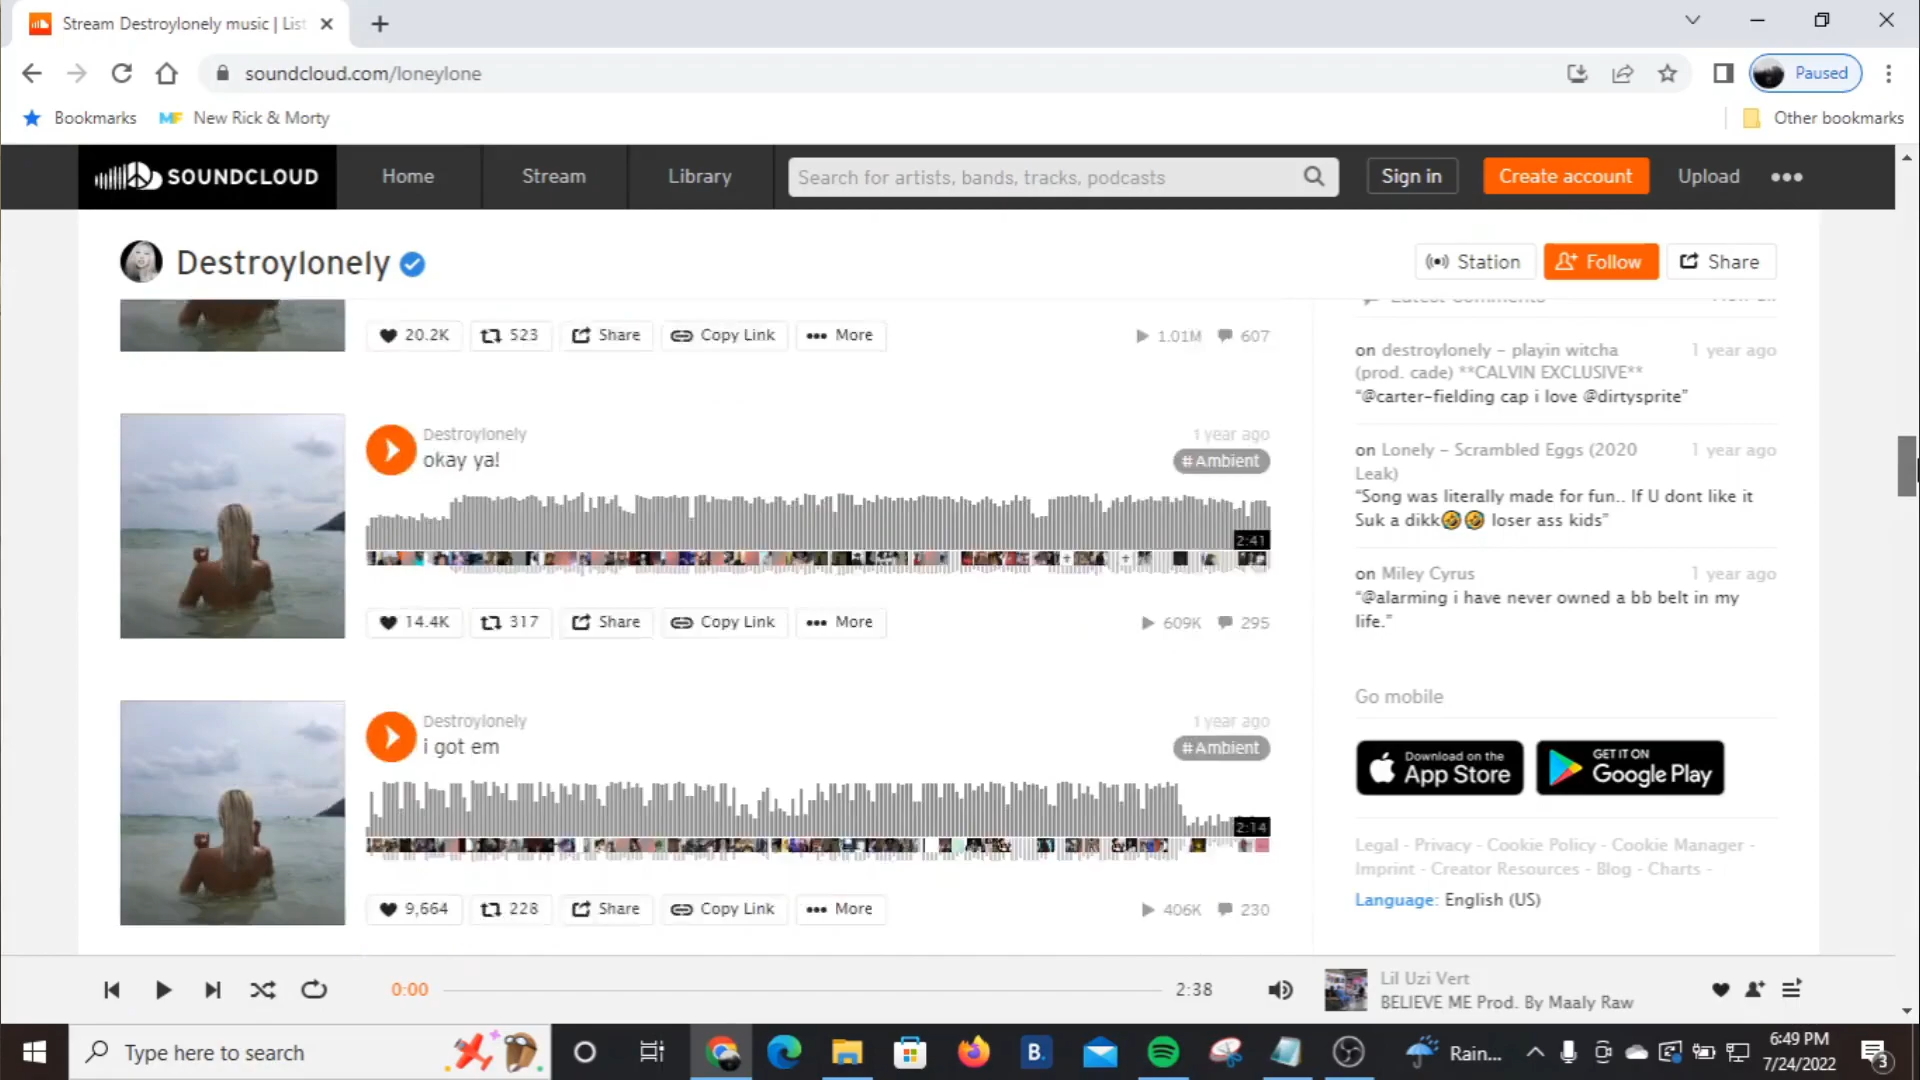 Stream Destroylonely music | List
soundcloud.com/loneylone
Paused
Bookmarks
New Rick & Morty
Other bookmarks
SOUNDCLOUD
Home
Stream
Library
Search for artists, bands, tracks, podcasts
Sign in
Create account
Upload
Destroylonely
Station
Follow
Share
20.2K
523
Share
Copy Link
More
1.01M
607
Destroylonely
1 year ago
okay ya!
# Ambient
2:41
14.4K
317
Share
Copy Link
More
609K
295
Destroylonely
1 year ago
i got em
# Ambient
2:14
9,664
228
Share
Copy Link
More
406K
230
Latest Comments
on destroylonely - playin witcha
1 year ago
(prod. cade) **CALVIN EXCLUSIVE**
"@carter-fielding cap i love @dirtysprite"
on Lonely - Scrambled Eggs (2020
1 year ago
Leak)
"Song was literally made for fun.. If U dont like it
Suk a dikk🤣🤣 loser ass kids"
on Miley Cyrus
1 year ago
"@alarming i have never owned a bb belt in my
life."
Go mobile
Download on the
App Store
GET IT ON
Google Play
Legal - Privacy - Cookie Policy - Cookie Manager -
Imprint - Creator Resources - Blog - Charts -
Language: English (US)
0:00
2:38
Lil Uzi Vert
BELIEVE ME Prod. By Maaly Raw
Type here to search
B.
Rain...
6:49 PM
7/24/2022
3